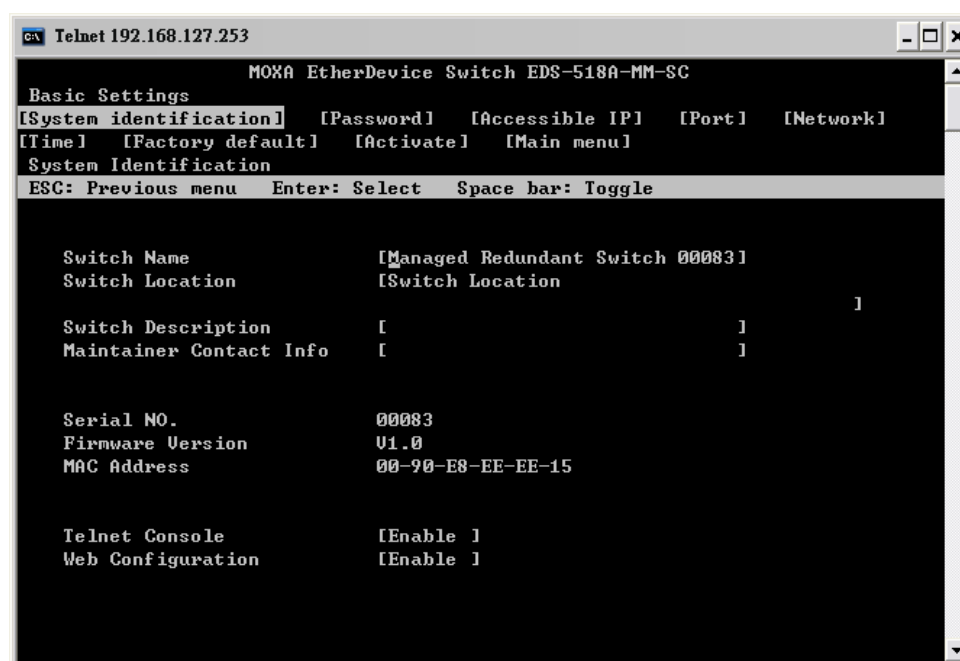 Telnet 192.168.127.253
MOXA EtherDevice Switch EDS-518A-MM-SC
Basic Settings
[System identification] [Password] [Accessible IP] [Port] [Network]
[Time] [Factory default] [Activate] [Main menu]
System Identification
ESC: Previous menu Enter: Select Space bar: Toggle
Switch Name [Managed Redundant Switch 00083]
Switch Location [Switch Location
]
Switch Description [ ]
Maintainer Contact Info [ ]
Serial NO. 00083
Firmware Version V1.0
MAC Address 00-90-E8-EE-EE-15
Telnet Console [Enable ]
Web Configuration [Enable ]